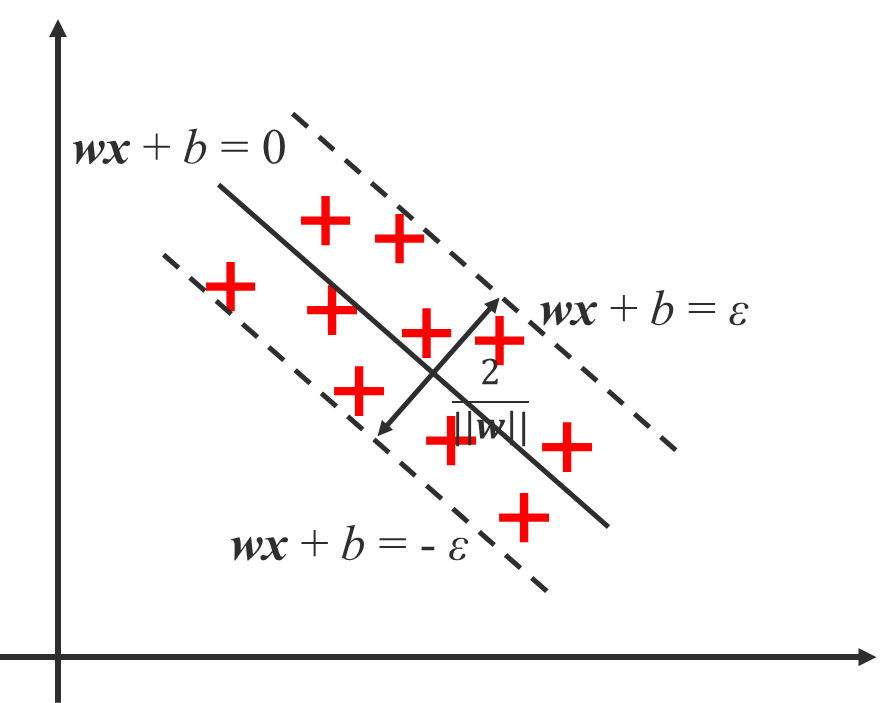 wx + b = 0
wx + b = ε
2
||w||
wx + b = - ε